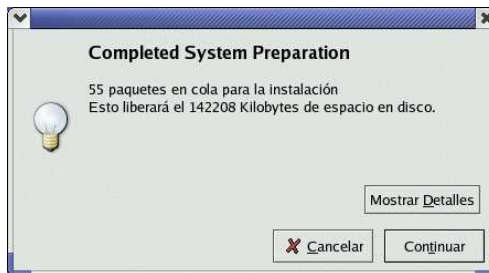 Completed System Preparation
55 paquetes en cola para la instalación
Esto liberará el 142208 Kilobytes de espacio en disco.
Mostrar Detalles
Cancelar
Continuar